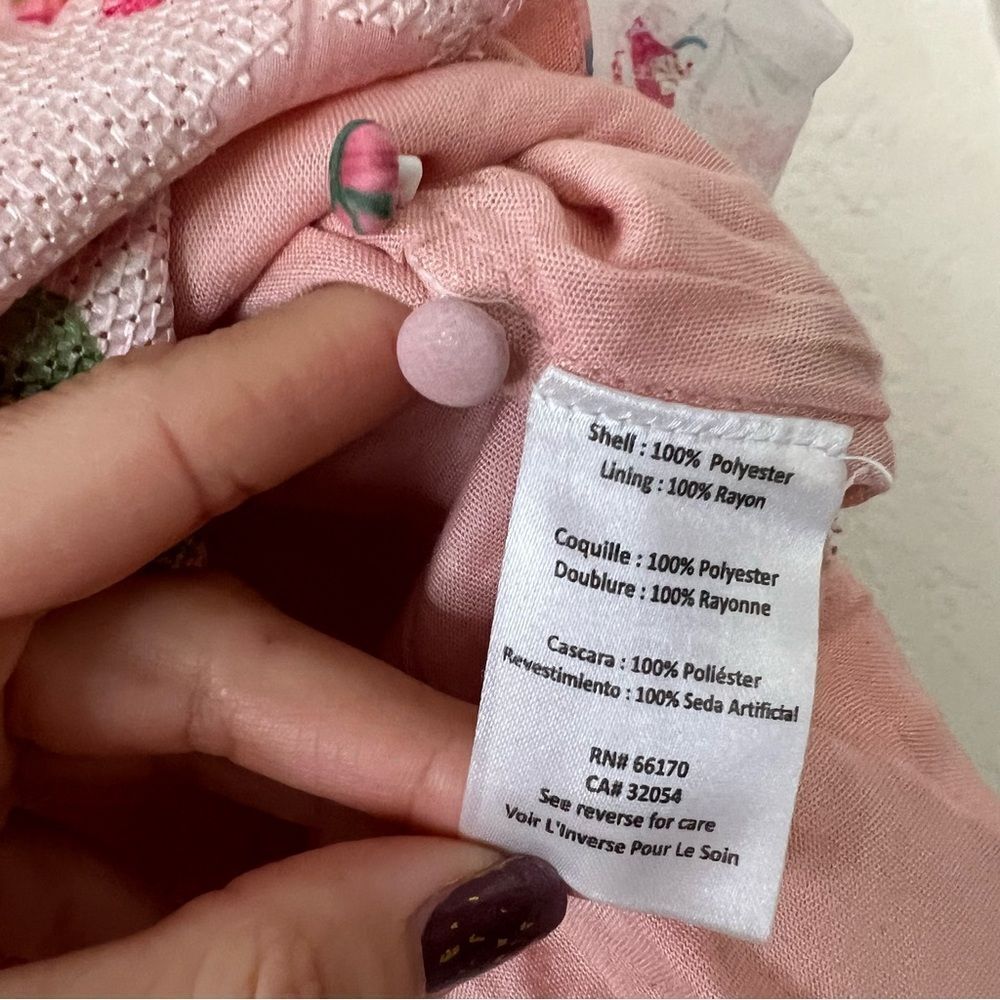 Shell : 100% Polyester
Lining : 100% Rayon
Coquille : 100% Polyester
Doublure : 100% Rayonne
Cascara : 100% Poliéster
Revestimiento : 100% Seda Artificial
RN# 66170
CA# 32054
See reverse for care
Voir L'Inverse Pour Le Soin